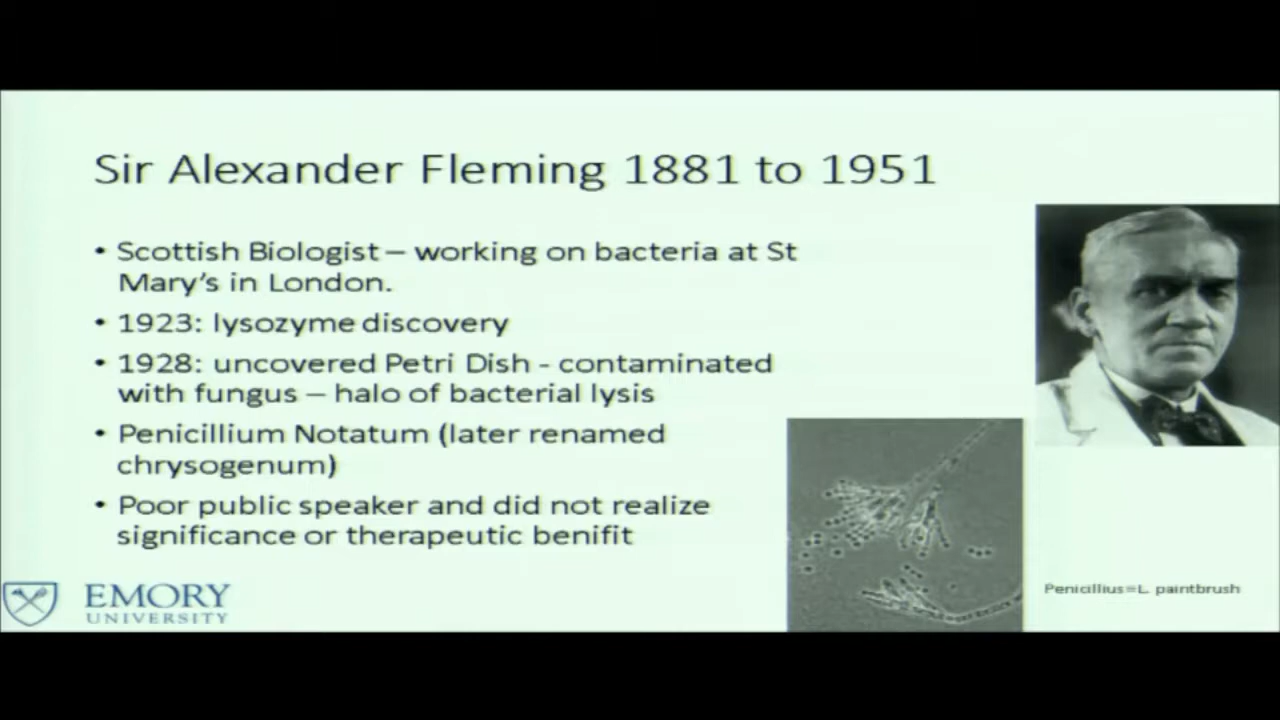 Sir Alexander Fleming 1881 to 1951
• Scottish Biologist – working on bacteria at St
Mary's in London.
• 1923: lysozyme discovery
• 1928: uncovered Petri Dish - contaminated
with fungus – halo of bacterial lysis
• Penicillium Notatum (later renamed
chrysogenum)
• Poor public speaker and did not realize
significance or therapeutic benifit
Penicillius=L. paintbrush
EMORY
UNIVERSITY